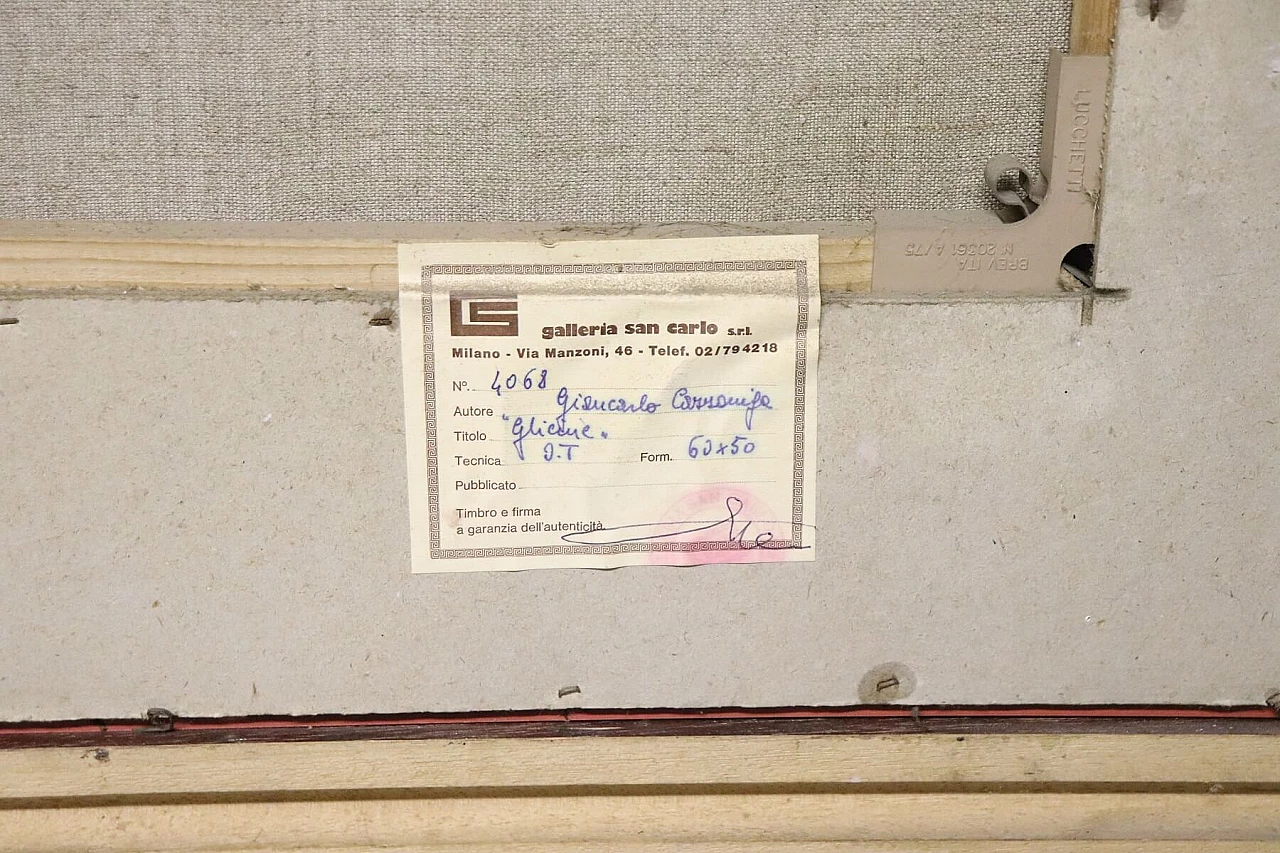 LUCCHETTI
BREV ITA
N° 20361 A/75
galleria san carlo s.r.l.
Milano - Via Manzoni, 46 - Telef. 02/794218
N°. 4068
Autore Giancarlo Cazzaniga
Titolo "Glicine"
Tecnica O.T Form. 60x50
Pubblicato
Timbro e firma
a garanzia dell'autenticità